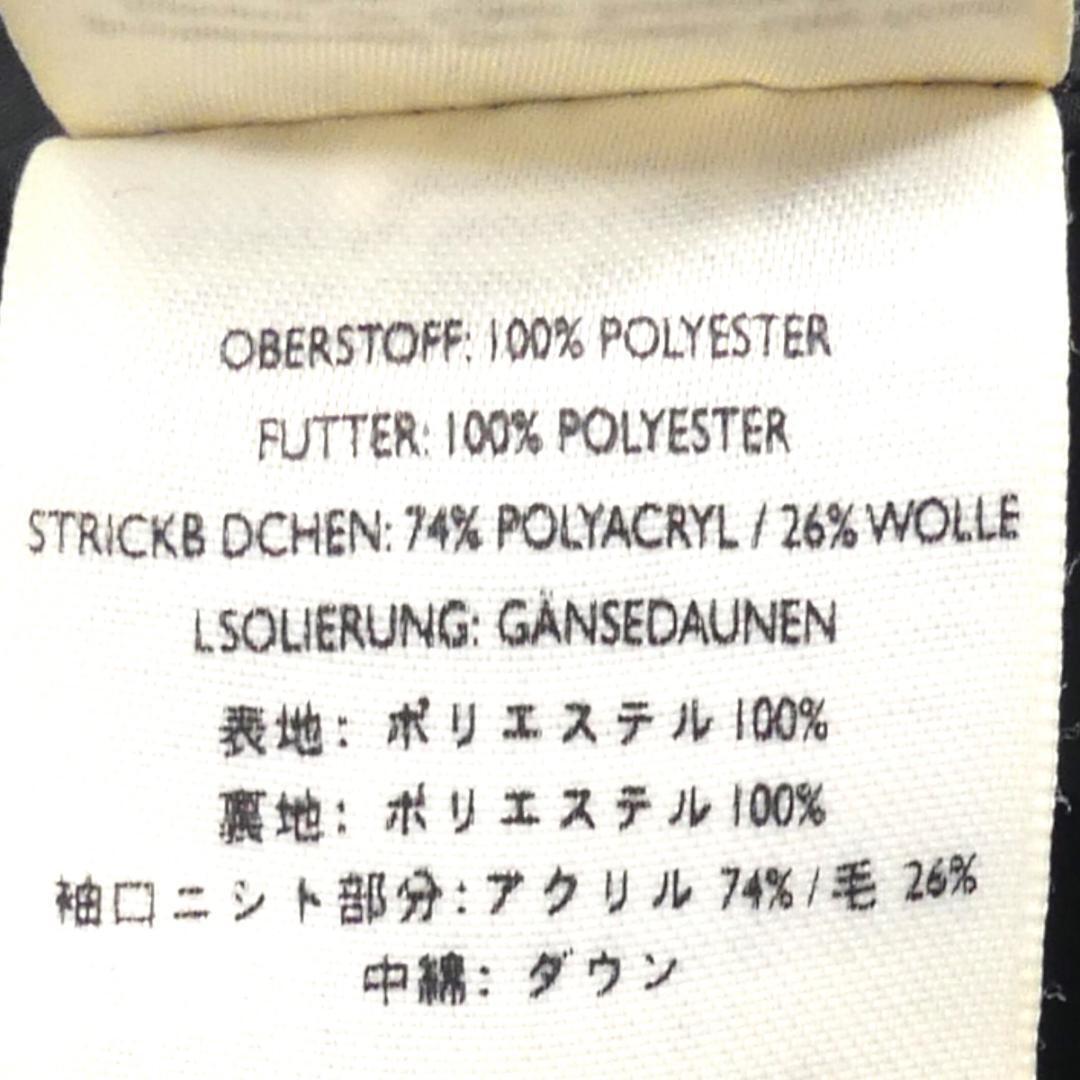 OBERSTOFF: 100% POLYESTER
FUTTER: 100% POLYESTER
STRICKB DCHEN: 74% POLYACRYL / 26% WOLLE
LSOLIERUNG: GÄNSEDAUNEN
表地: ポリエステル 100%
裏地: ポリエステル 100%
袖口ニシト部分: アクリル 74% / 毛 26%
中綿: ダウン